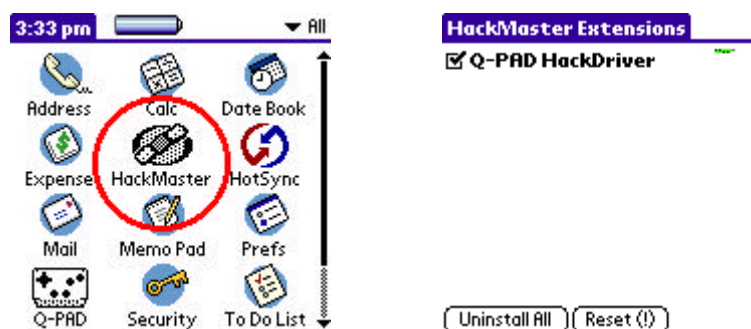 3:33 pm All
Address Calc Date Book
Expense HackMaster HotSync
Mail Memo Pad Prefs
Q-PAD Security To Do List
HackMaster Extensions
Q-PAD HackDriver
Uninstall All Reset (!)